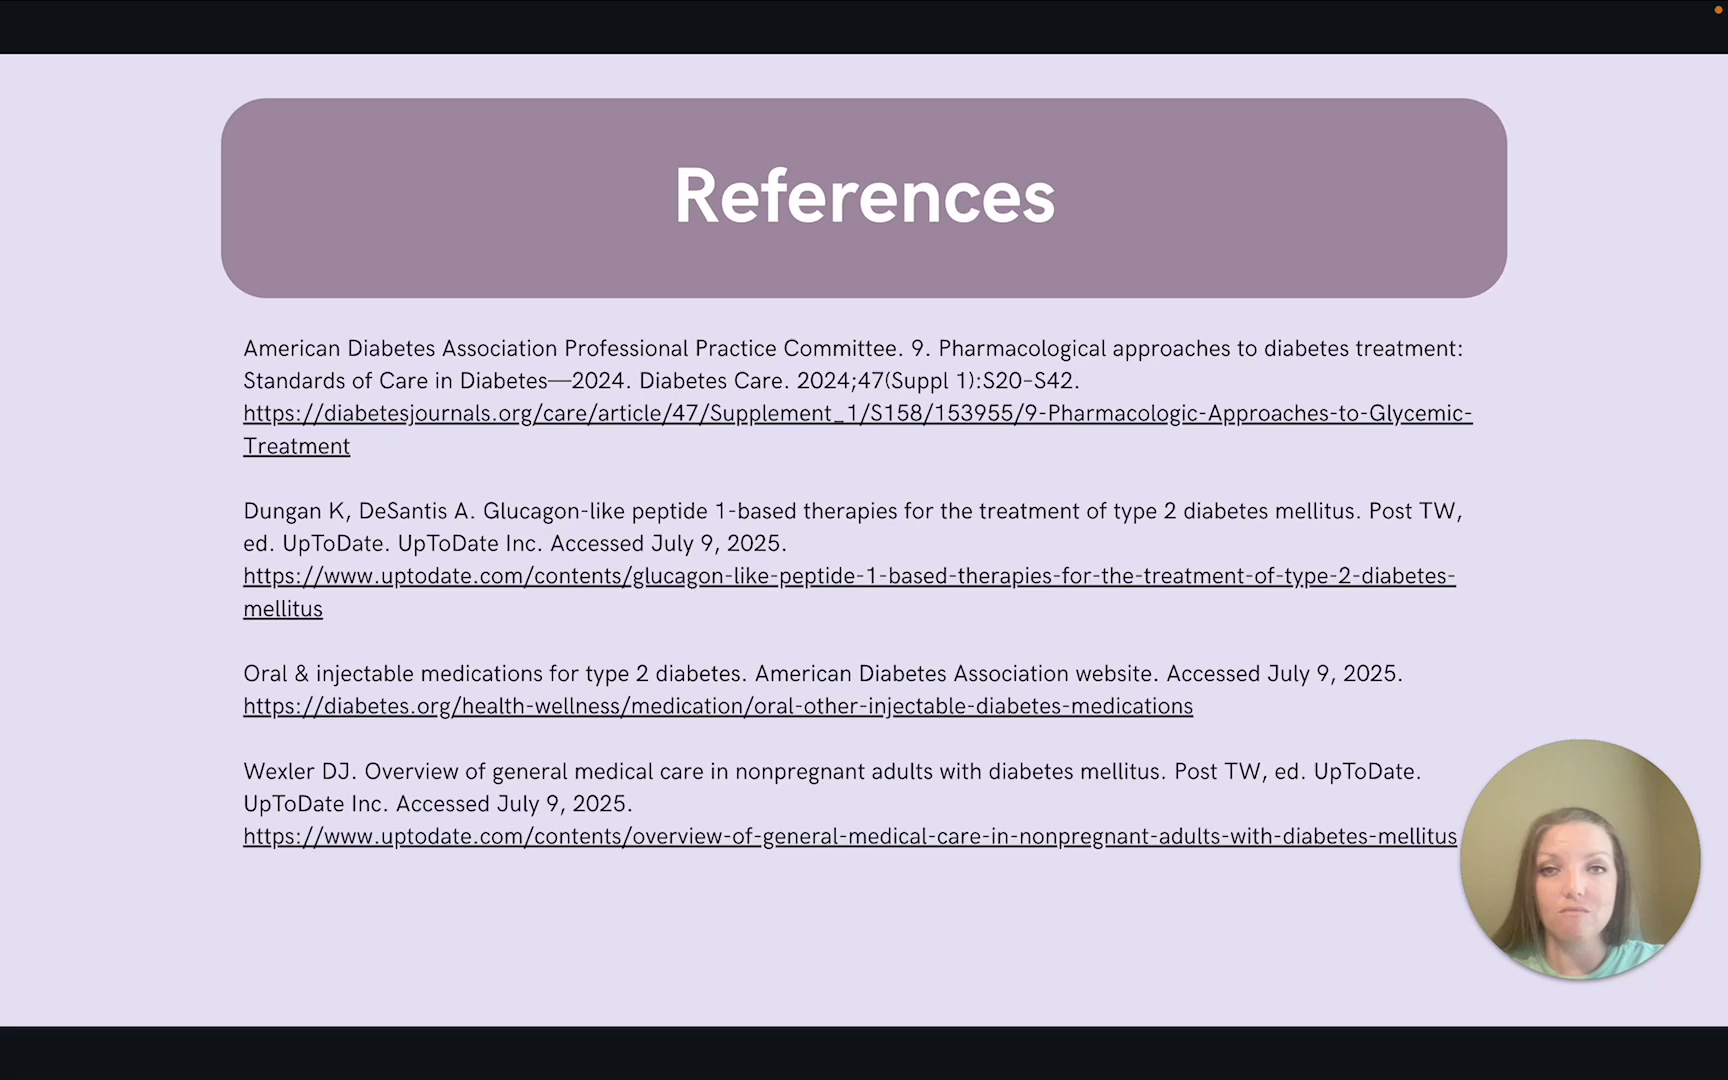 References
American Diabetes Association Professional Practice Committee. 9. Pharmacological approaches to diabetes treatment:
Standards of Care in Diabetes—2024. Diabetes Care. 2024;47(Suppl 1):S20-S42.
https://diabetesjournals.org/care/article/47/Supplement_1/S158/153955/9-Pharmacologic-Approaches-to-Glycemic-
Treatment
Dungan K, DeSantis A. Glucagon-like peptide 1-based therapies for the treatment of type 2 diabetes mellitus. Post TW,
ed. UpToDate. UpToDate Inc. Accessed July 9, 2025.
https://www.uptodate.com/contents/glucagon-like-peptide-1-based-therapies-for-the-treatment-of-type-2-diabetes-
mellitus
Oral & injectable medications for type 2 diabetes. American Diabetes Association website. Accessed July 9, 2025.
https://diabetes.org/health-wellness/medication/oral-other-injectable-diabetes-medications
Wexler DJ. Overview of general medical care in nonpregnant adults with diabetes mellitus. Post TW, ed. UpToDate.
UpToDate Inc. Accessed July 9, 2025.
https://www.uptodate.com/contents/overview-of-general-medical-care-in-nonpregnant-adults-with-diabetes-mellitus